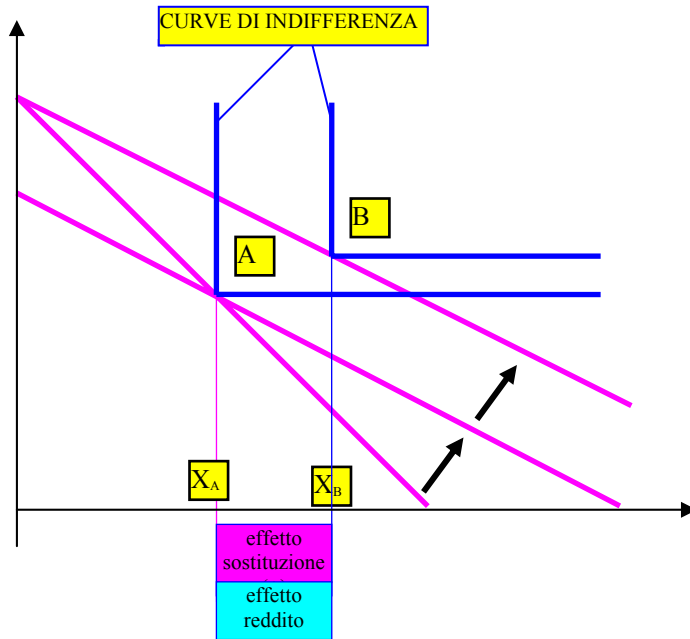 CURVE DI INDIFFERENZA
B
A
XA
XB
effetto
sostituzione
effetto
reddito